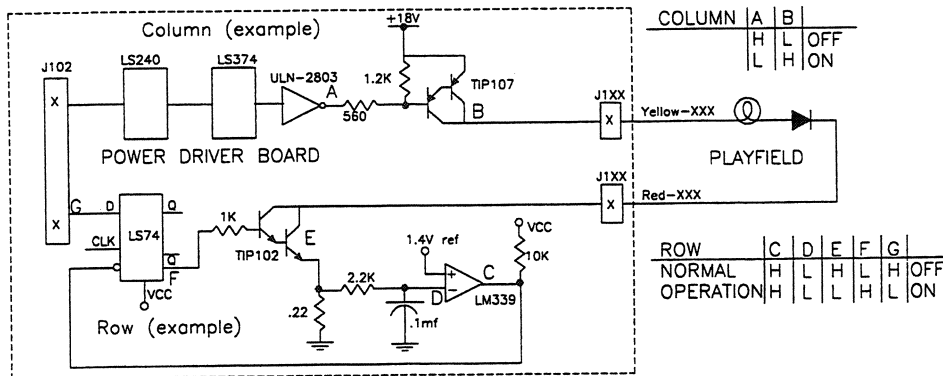 Column (example)
+18V
J102
LS240
LS374
ULN-2803
A
1.2K
TIP107
560
B
J1XX
Yellow-XXX
X
X
POWER DRIVER BOARD
PLAYFIELD
COLUMN A B
H L OFF
L H ON
G
D
Q
CLK
LS74
Q
F
VCC
1K
TIP102
E
J1XX
Red-XXX
X
1.4V ref
VCC
10K
2.2K
+
C
D
-
LM339
.22
.1mf
X
Row (example)
ROW C D E F G
NORMAL H L H L H OFF
OPERATION H L L H L ON